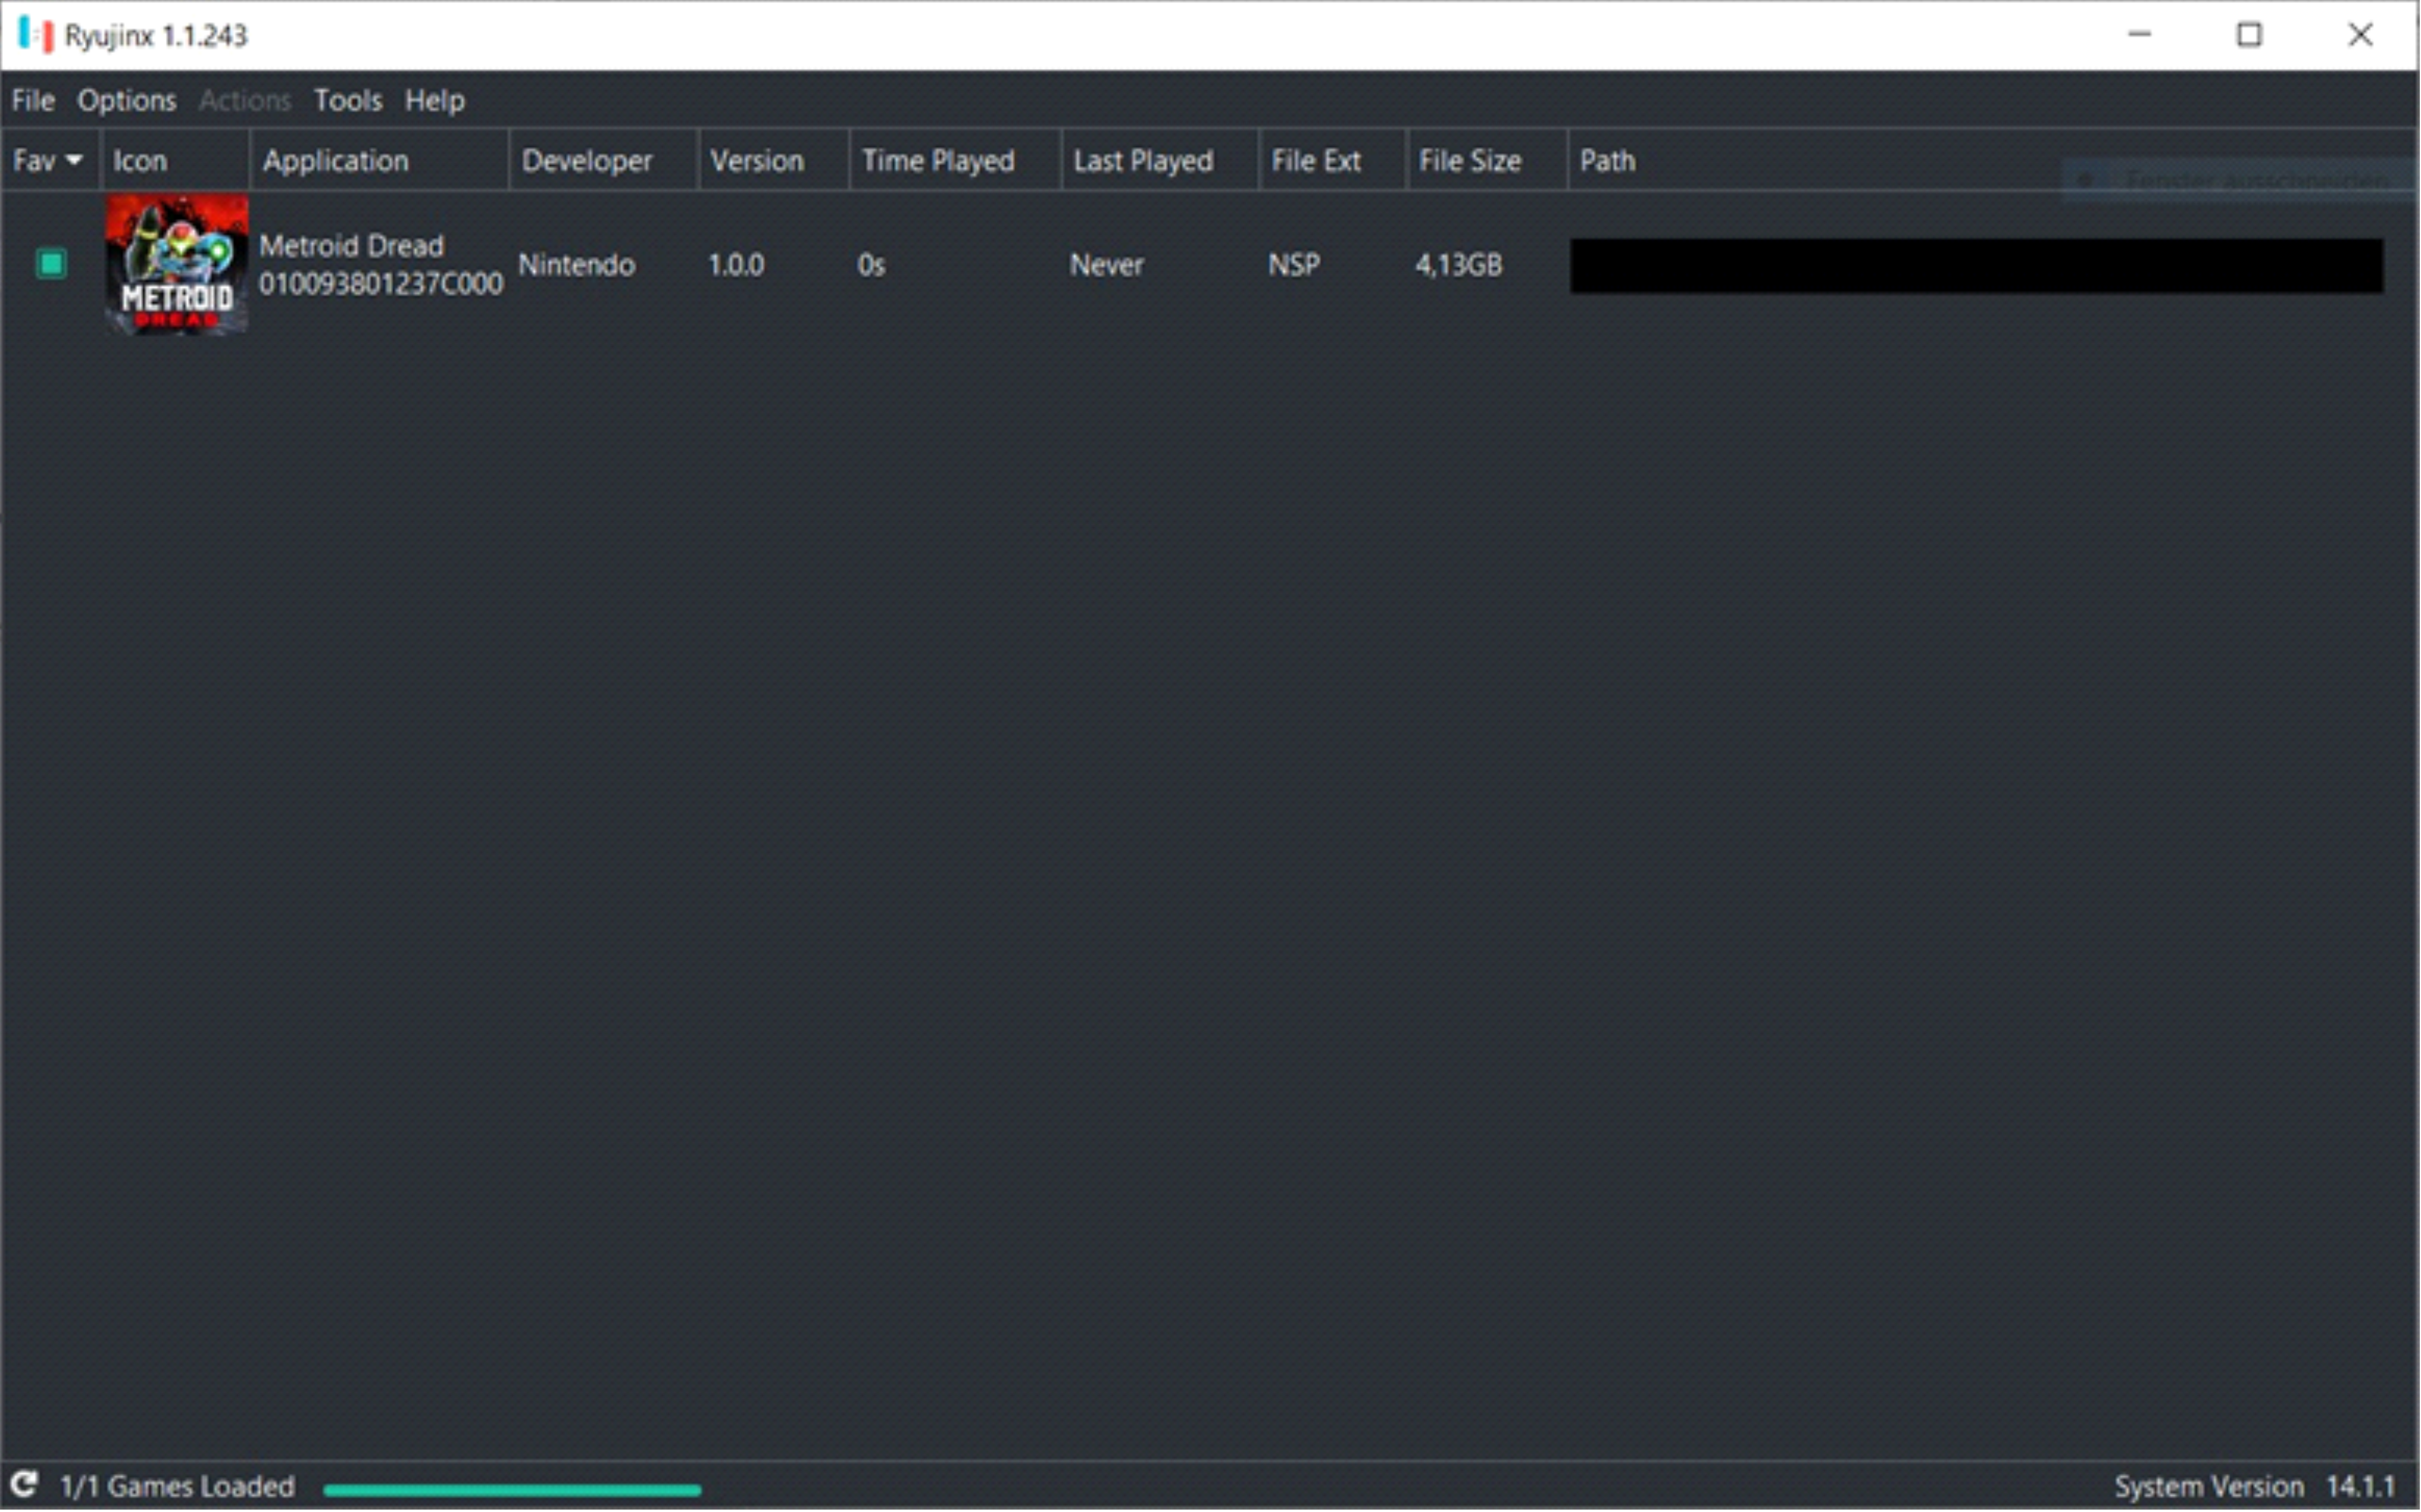 Ryujinx 1.1.243
File Options Actions Tools Help
Fav Icon Application Developer Version Time Played Last Played File Ext File Size Path
Fenster ausschneiden
METROID
DREAD
Metroid Dread
010093801237C000
Nintendo 1.0.0 0s Never NSP 4,13GB
1/1 Games Loaded
System Version 14.1.1